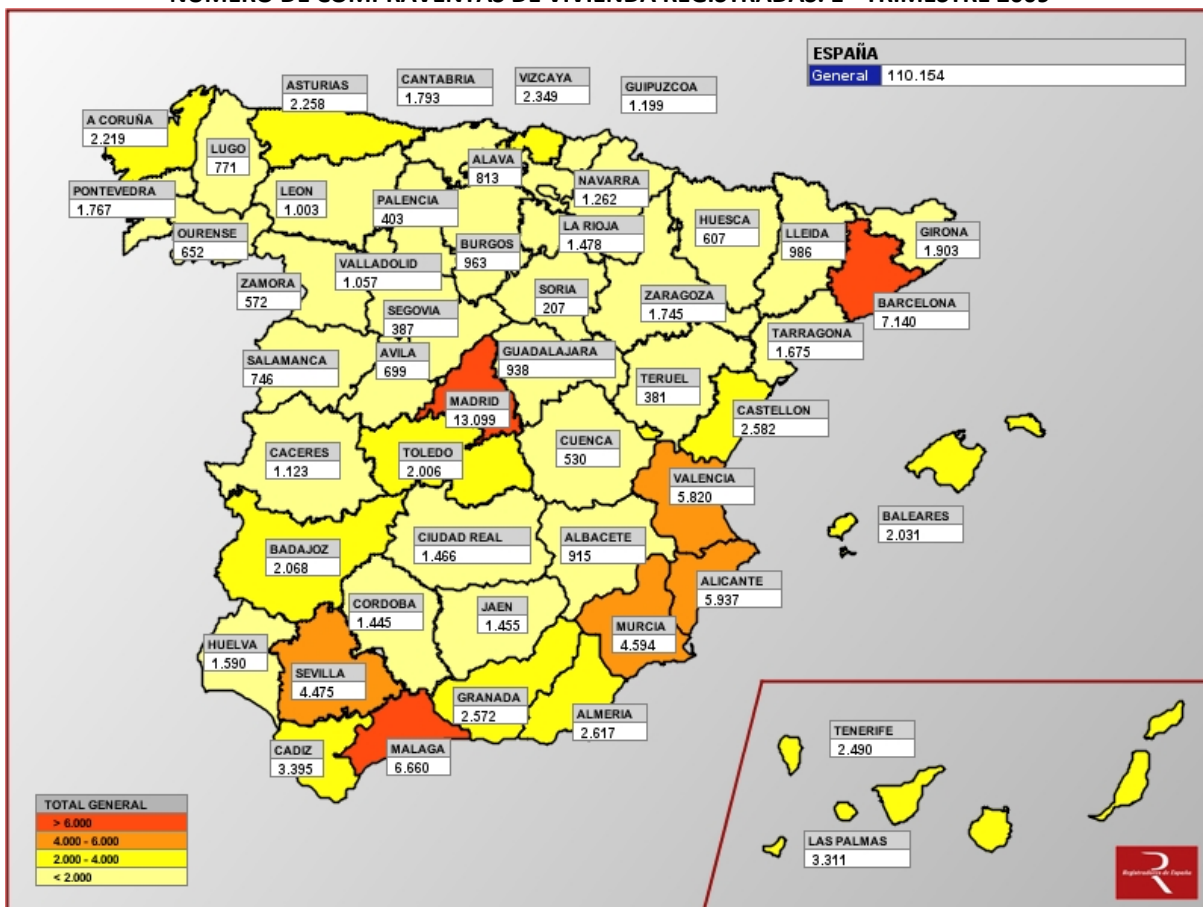 ESPAÑA
General 110.154
ASTURIAS
2.258
CANTABRIA
1.793
VIZCAYA
2.349
GUIPUZCOA
1.199
A CORUÑA
2.219
LUGO
771
ALAVA
813
NAVARRA
1.262
PONTEVEDRA
1.767
LEON
1.003
PALENCIA
403
LA RIOJA
1.478
HUESCA
607
LLEIDA
986
GIRONA
1.903
OURENSE
652
BURGOS
963
VALLADOLID
1.057
ZAMORA
572
SORIA
207
ZARAGOZA
1.745
BARCELONA
7.140
SEGOVIA
387
TARRAGONA
1.675
SALAMANCA
746
AVILA
699
GUADALAJARA
938
TERUEL
381
MADRID
13.099
CASTELLON
2.582
CACERES
1.123
TOLEDO
2.006
CUENCA
530
VALENCIA
5.820
BALEARES
2.031
BADAJOZ
2.068
CIUDAD REAL
1.466
ALBACETE
915
ALICANTE
5.937
CORDOBA
1.445
JAEN
1.455
MURCIA
4.594
HUELVA
1.590
SEVILLA
4.475
GRANADA
2.572
ALMERIA
2.617
CADIZ
3.395
MALAGA
6.660
TENERIFE
2.490
LAS PALMAS
3.311
TOTAL GENERAL
> 6.000
4.000 - 6.000
2.000 - 4.000
< 2.000
Registradores de España